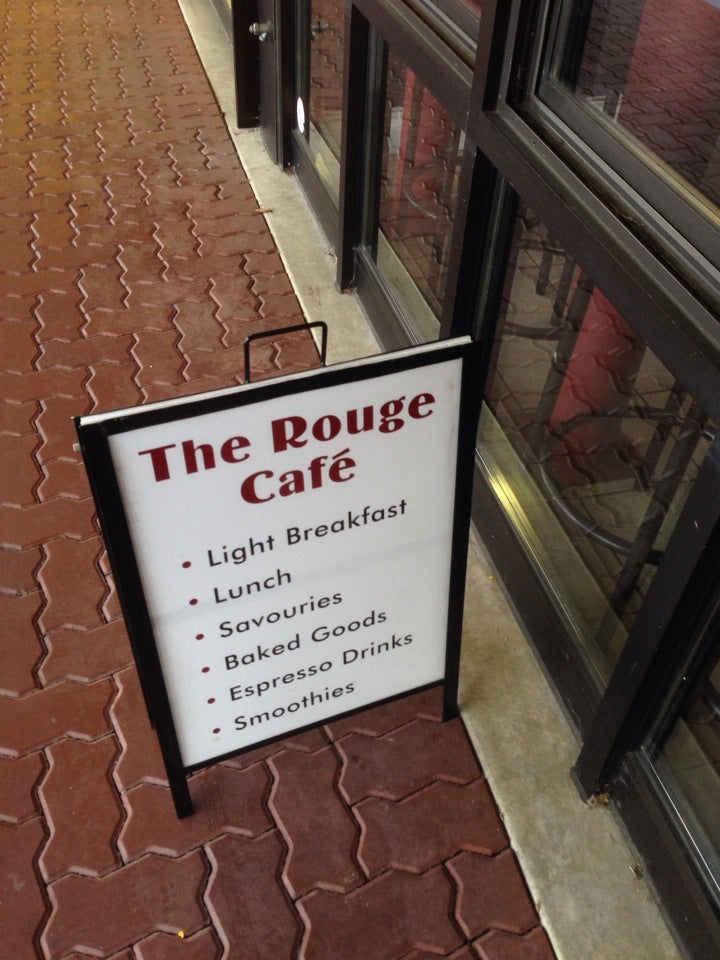 The Rouge
Café
• Light Breakfast
• Lunch
• Savouries
• Baked Goods
• Espresso Drinks
• Smoothies